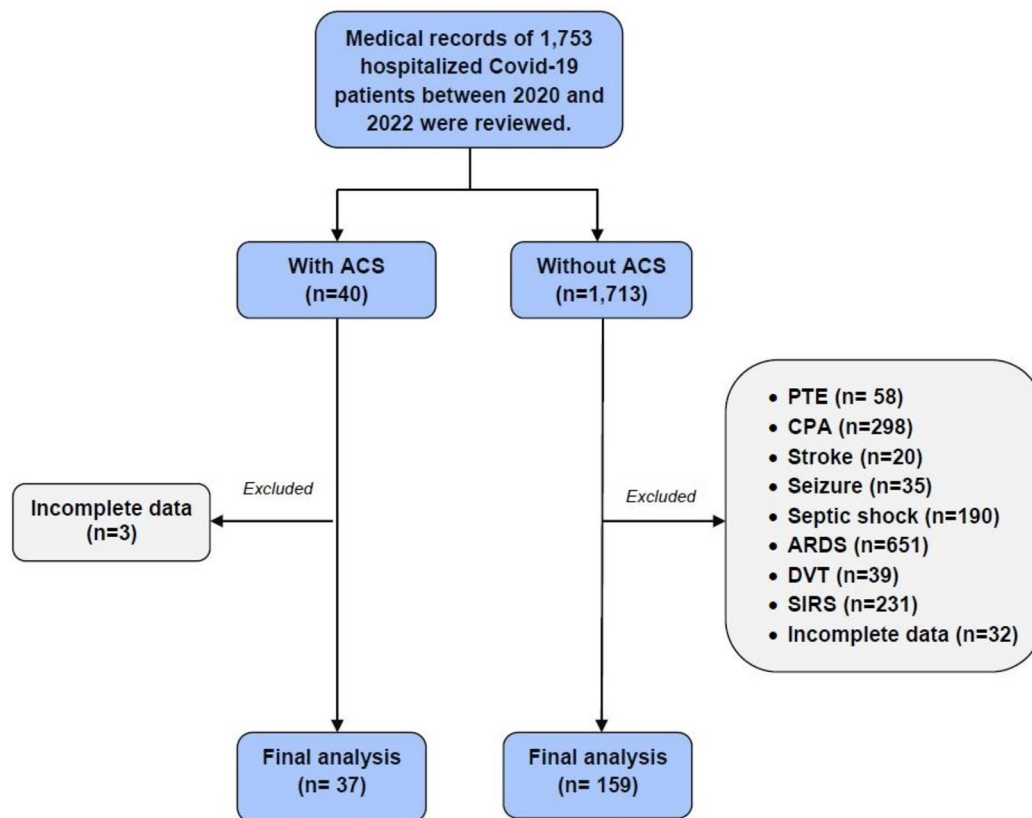 Medical records of 1,753
hospitalized Covid-19
patients between 2020 and
2022 were reviewed.
With ACS
(n=40)
Without ACS
(n=1,713)
Excluded
Incomplete data
(n=3)
Excluded
• PTE (n= 58)
• CPA (n=298)
• Stroke (n=20)
• Seizure (n=35)
• Septic shock (n=190)
• ARDS (n=651)
• DVT (n=39)
• SIRS (n=231)
• Incomplete data (n=32)
Final analysis
(n= 37)
Final analysis
(n= 159)